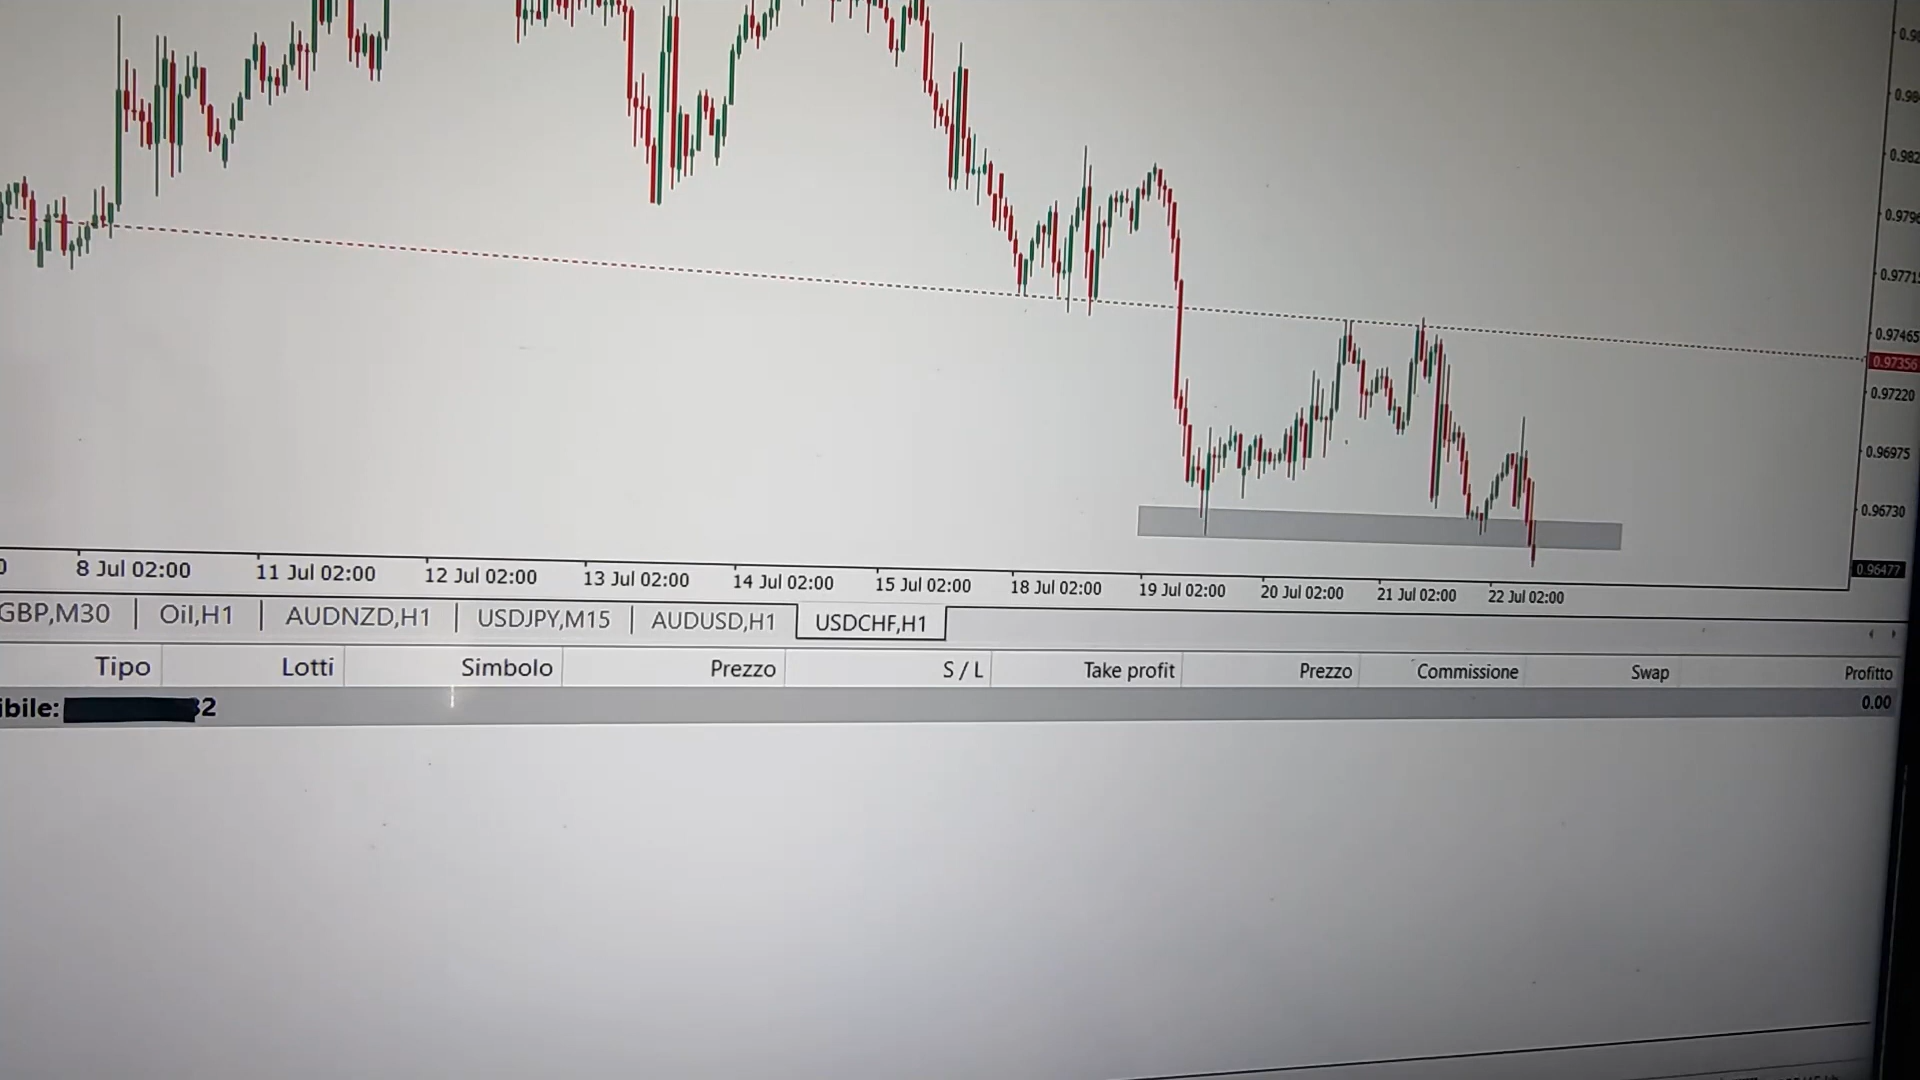 0.9771
0.97465
0.97356
0.97220
0.96975
0.96730
0.96477
8 Jul 02:00 11 Jul 02:00 12 Jul 02:00 13 Jul 02:00 14 Jul 02:00 15 Jul 02:00 18 Jul 02:00 19 Jul 02:00 20 Jul 02:00 21 Jul 02:00 22 Jul 02:00
GBP,M30 | Oil,H1 | AUDNZD,H1 | USDJPY,M15 | AUDUSD,H1 | USDCHF,H1
Tipo Lotti Simbolo Prezzo S / L Take profit Prezzo Commissione Swap Profitto
ibile: 2 0.00